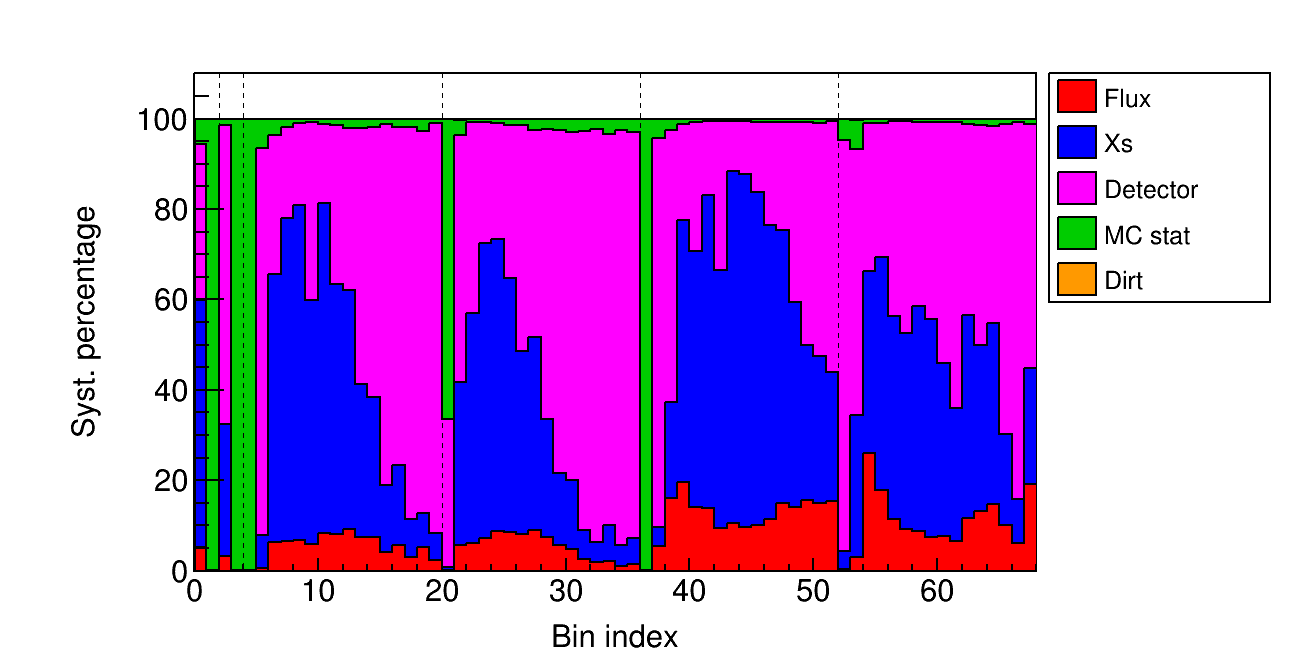 Syst. percentage
100
80
60
40
20
0
0 10 20 30 40 50 60
Bin index
Flux
Xs
Detector
MC stat
Dirt